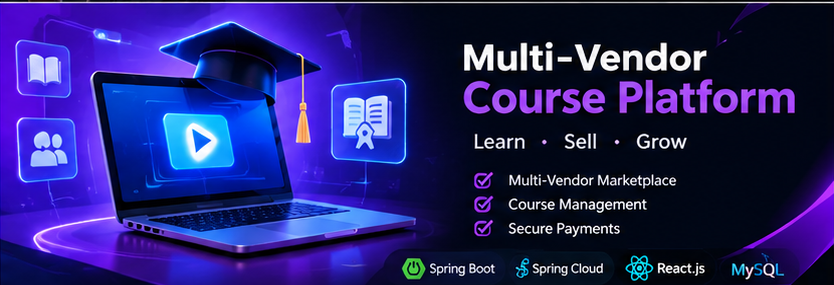 Multi-Vendor
Course Platform
Learn • Sell • Grow
Multi-Vendor Marketplace
Course Management
Secure Payments
Spring Boot Spring Cloud React.js MySQL